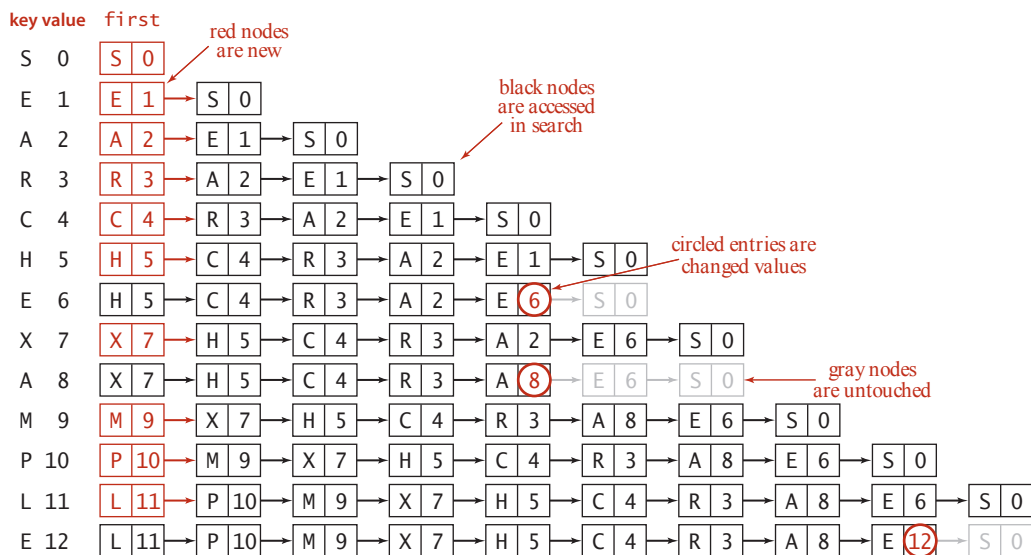 key value first
red nodes
are new
S 0 S 0
black nodes
are accessed
in search
E 1 E 1 S 0
A 2 A 2 E 1 S 0
R 3 R 3 A 2 E 1 S 0
C 4 C 4 R 3 A 2 E 1 S 0
circled entries are
changed values
H 5 H 5 C 4 R 3 A 2 E 1 S 0
E 6 H 5 C 4 R 3 A 2 E 6 S 0
X 7 X 7 H 5 C 4 R 3 A 2 E 6 S 0
gray nodes
are untouched
A 8 X 7 H 5 C 4 R 3 A 8 E 6 S 0
M 9 M 9 X 7 H 5 C 4 R 3 A 8 E 6 S 0
P 10 P 10 M 9 X 7 H 5 C 4 R 3 A 8 E 6 S 0
L 11 L 11 P 10 M 9 X 7 H 5 C 4 R 3 A 8 E 6 S 0
E 12 L 11 P 10 M 9 X 7 H 5 C 4 R 3 A 8 E 12 S 0